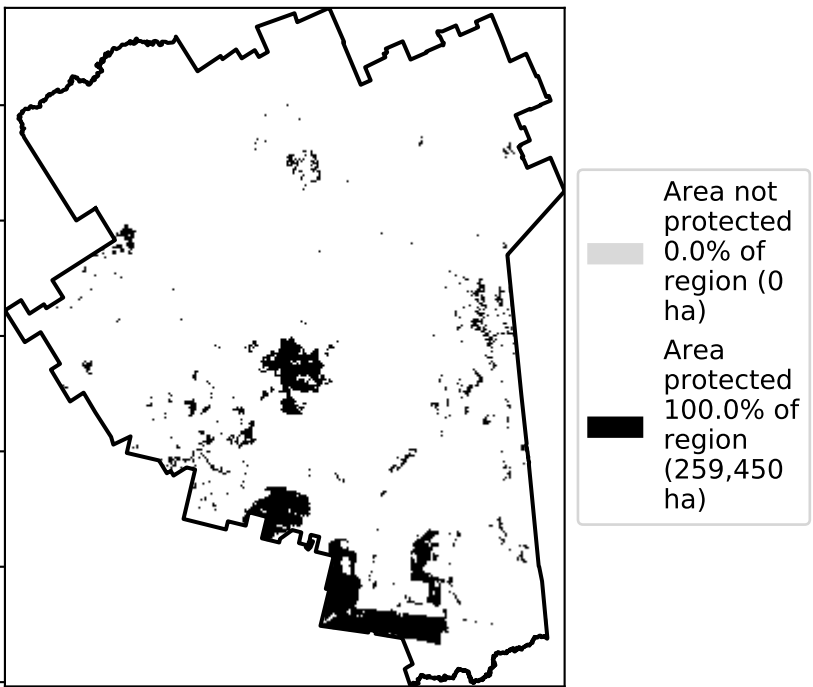 Area not
protected
0.0% of
region (0
ha)
Area
protected
100.0% of
region
(259,450
ha)